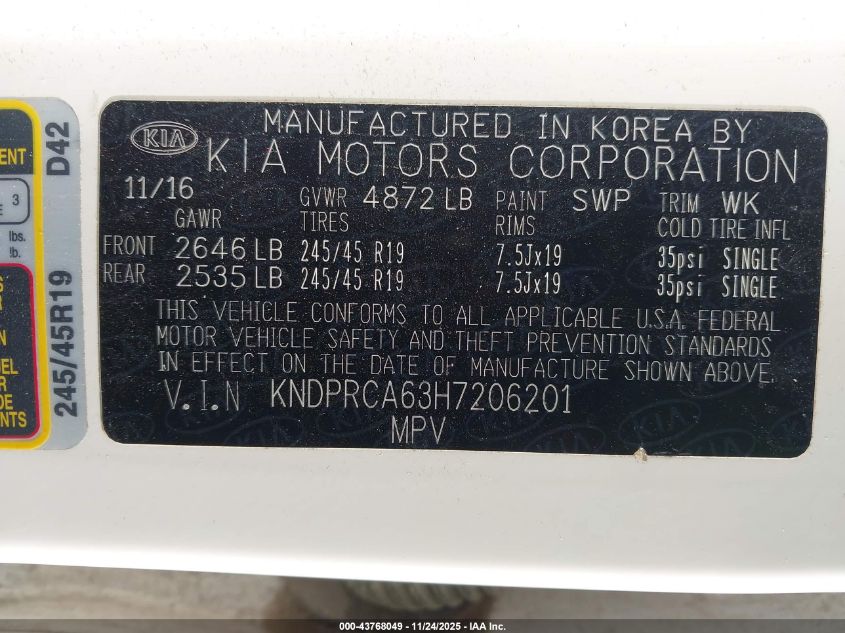 KIA
MANUFACTURED IN KOREA BY
KIA MOTORS CORPORATION
11/16 GVWR 4872 LB PAINT SWP TRIM WK
GAWR TIRES RIMS COLD TIRE INFL
FRONT 2646 LB 245/45 R19 7.5Jx19 35psi SINGLE
REAR 2535 LB 245/45 R19 7.5Jx19 35psi SINGLE
THIS VEHICLE CONFORMS TO ALL APPLICABLE U.S.A. FEDERAL
MOTOR VEHICLE SAFETY AND THEFT PREVENTION STANDARDS
IN EFFECT ON THE DATE OF MANUFACTURE SHOWN ABOVE.
V.I.N KNDPRCA63H7206201
MPV
D42
245/45R19
3
lbs.
000-43768049 - 11/24/2025 - IAA Inc.